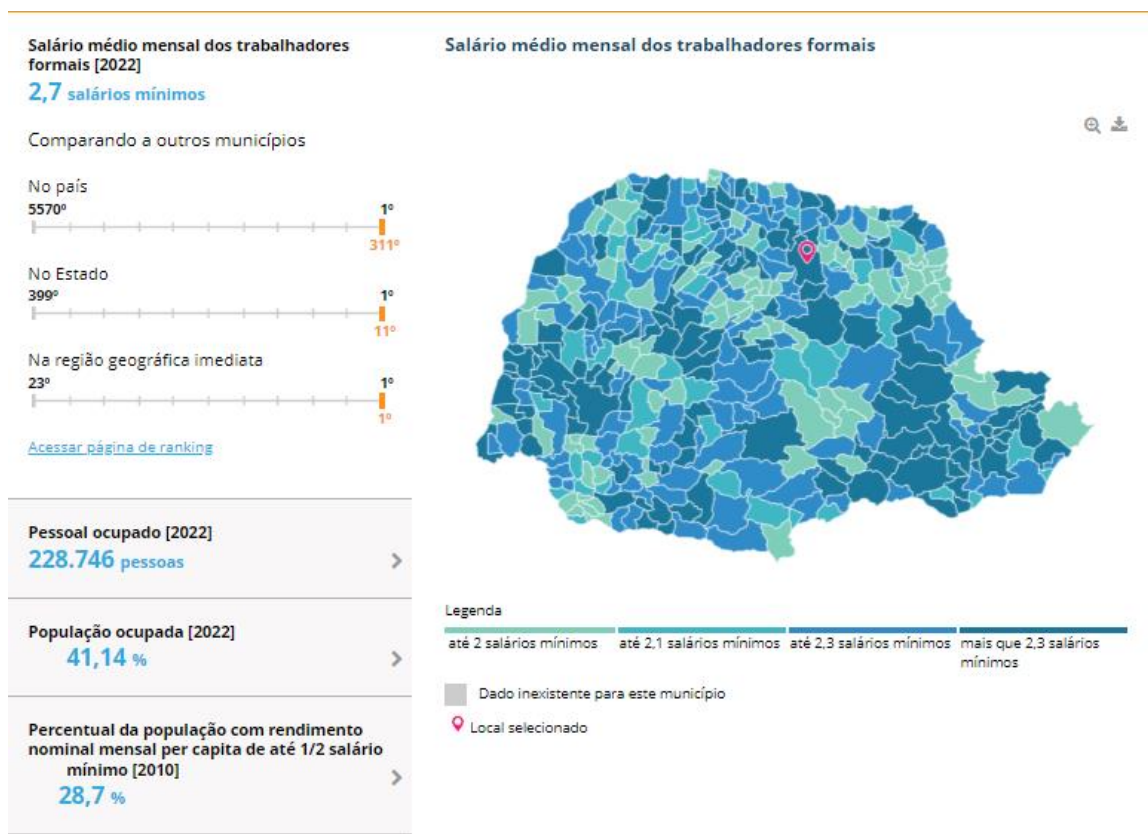 Salário médio mensal dos trabalhadores
formais [2022]
2,7 salários mínimos
Comparando a outros municípios
No país
5570º 1º
311º
No Estado
399º 1º
11º
Na região geográfica imediata
23º 1º
1º
Acessar página de ranking
Pessoal ocupado [2022]
228.746 pessoas
População ocupada [2022]
41,14 %
Percentual da população com rendimento
nominal mensal per capita de até 1/2 salário
mínimo [2010]
28,7 %
Salário médio mensal dos trabalhadores formais
Legenda
até 2 salários mínimos
até 2,1 salários mínimos
até 2,3 salários mínimos
mais que 2,3 salários
mínimos
Dado inexistente para este município
Local selecionado